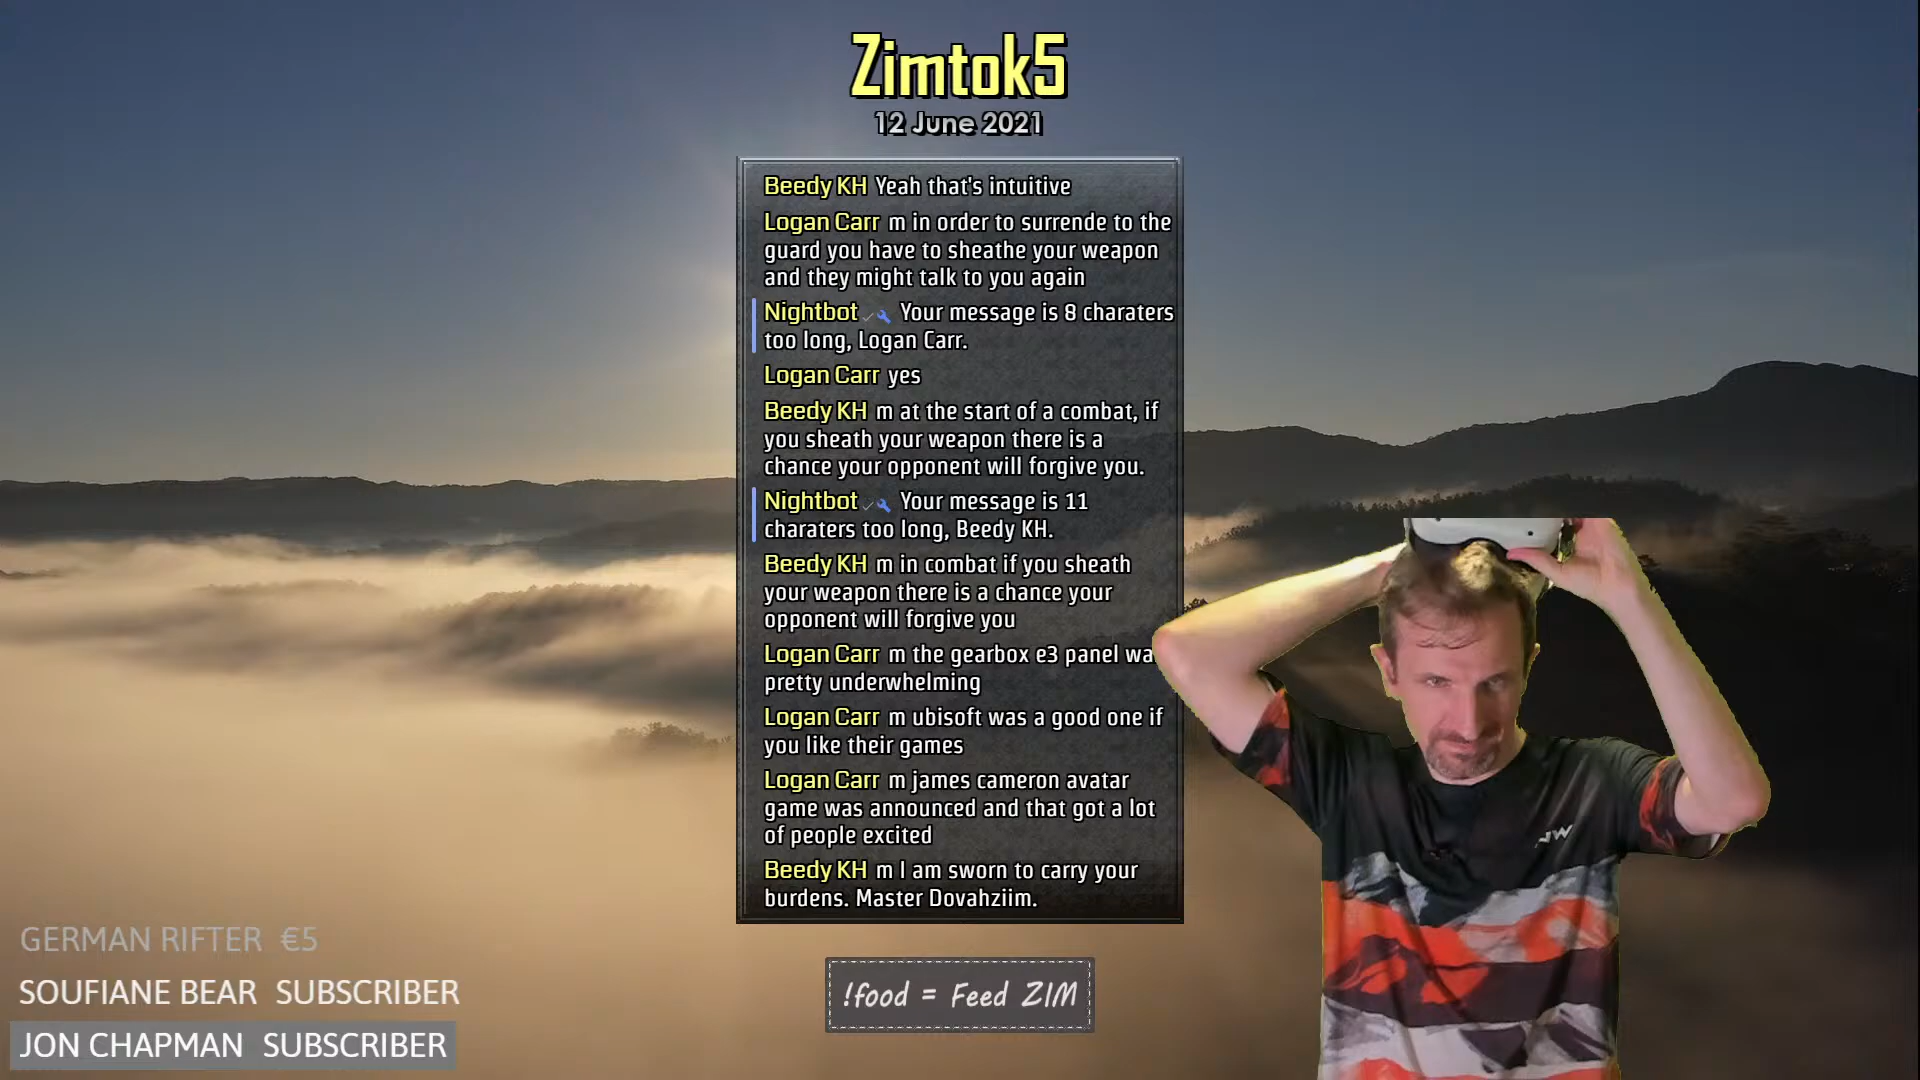 Zimtok5
12 June 2021
Beedy KH Yeah that's intuitive
Logan Carr m in order to surrende to the
guard you have to sheathe your weapon
and they might talk to you again
Nightbot Your message is 8 charaters
too long, Logan Carr.
Logan Carr yes
Beedy KH m at the start of a combat, if
you sheath your weapon there is a
chance your opponent will forgive you.
Nightbot Your message is 11
charaters too long, Beedy KH.
Beedy KH m in combat if you sheath
your weapon there is a chance your
opponent will forgive you
Logan Carr m the gearbox e3 panel wa
pretty underwhelming
Logan Carr m ubisoft was a good one if
you like their games
Logan Carr m james cameron avatar
game was announced and that got a lot
of people excited
Beedy KH m I am sworn to carry your
burdens. Master Dovahziim.
!food = Feed ZIM
GERMAN RIFTER €5
SOUFIANE BEAR SUBSCRIBER
JON CHAPMAN SUBSCRIBER
NW